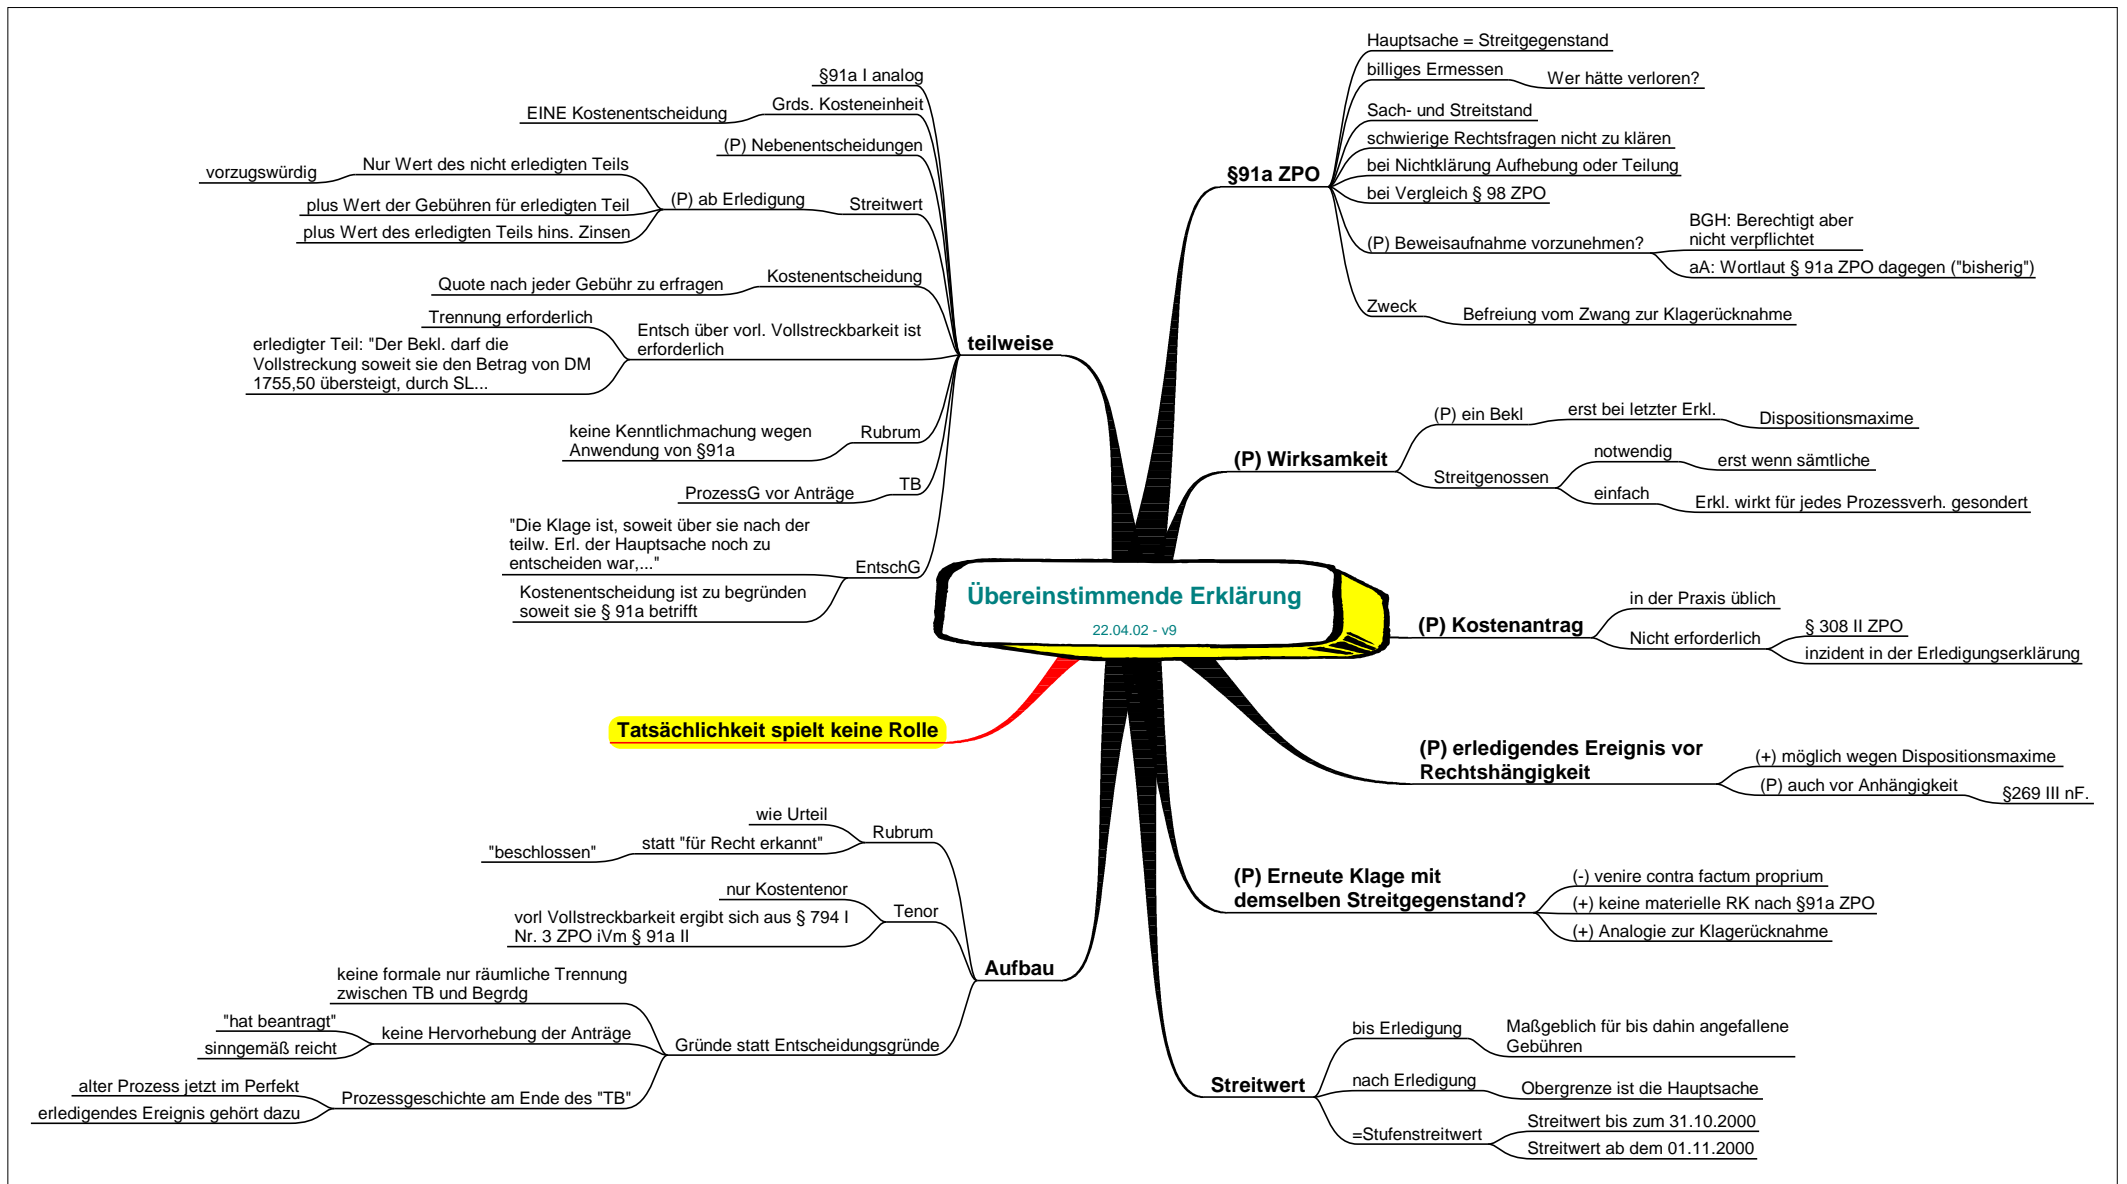 Übereinstimmende Erklärung
22.04.02 - v9
§91a ZPO
Hauptsache = Streitgegenstand
billiges Ermessen
Wer hätte verloren?
Sach- und Streitstand
schwierige Rechtsfragen nicht zu klären
bei Nichtklärung Aufhebung oder Teilung
bei Vergleich § 98 ZPO
(P) Beweisaufnahme vorzunehmen?
BGH: Berechtigt aber
nicht verpflichtet
aA: Wortlaut § 91a ZPO dagegen ("bisherig")
Zweck
Befreiung vom Zwang zur Klagerücknahme
(P) Wirksamkeit
(P) ein Bekl
erst bei letzter Erkl.
Dispositionsmaxime
Streitgenossen
notwendig
erst wenn sämtliche
einfach
Erkl. wirkt für jedes Prozessverh. gesondert
(P) Kostenantrag
in der Praxis üblich
Nicht erforderlich
§ 308 II ZPO
inzident in der Erledigungserklärung
(P) erledigendes Ereignis vor
Rechtshängigkeit
(+) möglich wegen Dispositionsmaxime
(P) auch vor Anhängigkeit
§269 III nF.
(P) Erneute Klage mit
demselben Streitgegenstand?
(-) venire contra factum proprium
(+) keine materielle RK nach §91a ZPO
(+) Analogie zur Klagerücknahme
Streitwert
bis Erledigung
Maßgeblich für bis dahin angefallene
Gebühren
nach Erledigung
Obergrenze ist die Hauptsache
=Stufenstreitwert
Streitwert bis zum 31.10.2000
Streitwert ab dem 01.11.2000
teilweise
§91a I analog
Grds. Kosteneinheit
EINE Kostenentscheidung
(P) Nebenentscheidungen
Streitwert
(P) ab Erledigung
Nur Wert des nicht erledigten Teils
vorzugswürdig
plus Wert der Gebühren für erledigten Teil
plus Wert des erledigten Teils hins. Zinsen
Kostenentscheidung
Quote nach jeder Gebühr zu erfragen
Entsch über vorl. Vollstreckbarkeit ist
erforderlich
Trennung erforderlich
erledigter Teil: "Der Bekl. darf die
Vollstreckung soweit sie den Betrag von DM
1755,50 übersteigt, durch SL...
Rubrum
keine Kenntlichmachung wegen
Anwendung von §91a
TB
ProzessG vor Anträge
EntschG
"Die Klage ist, soweit über sie nach der
teilw. Erl. der Hauptsache noch zu
entscheiden war,..."
Kostenentscheidung ist zu begründen
soweit sie § 91a betrifft
Tatsächlichkeit spielt keine Rolle
Aufbau
Rubrum
wie Urteil
statt "für Recht erkannt"
"beschlossen"
Tenor
nur Kostentenor
vorl Vollstreckbarkeit ergibt sich aus § 794 I
Nr. 3 ZPO iVm § 91a II
Gründe statt Entscheidungsgründe
keine formale nur räumliche Trennung
zwischen TB und Begrdg
keine Hervorhebung der Anträge
"hat beantragt"
sinngemäß reicht
Prozessgeschichte am Ende des "TB"
alter Prozess jetzt im Perfekt
erledigendes Ereignis gehört dazu